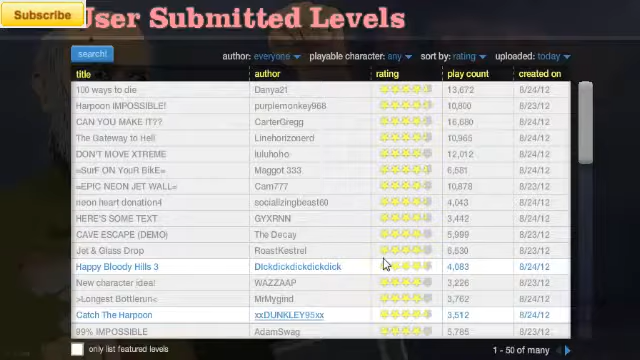 Subscribe
User Submitted Levels
search! author: everyone playable character: any sort by: rating uploaded: today
title author rating play count created on
100 ways to die Danya21 13,672 8/24/12
Harpoon IMPOSSIBLE! purplemonkey968 10,800 8/23/12
CAN YOU MAKE IT?? CarterGregg 16,680 8/24/12
The Gateway to Hell Linehorizonerd 10,965 8/24/12
DON'T MOVE XTREME luluhoho 12,012 8/24/12
=SurF ON YouR BikE= Maggot 333 6,581 8/24/12
=EPIC NEON JET WALL= Cam777 10,878 8/23/12
neon heart donation4 socializingbeast60 4,043 8/24/12
HERE'S SOME TEXT GYXRNN 3,442 8/24/12
CAVE ESCAPE (DEMO) The Decay 5,999 8/23/12
Jet & Glass Drop RoastKestrel 6,530 8/23/12
Happy Bloody Hills 3 Dickdickdickdickdick 4,083 8/24/12
New character idea! WAZZAAP 3,226 8/24/12
>Longest Bottlerun< MrMygind 3,762 8/24/12
Catch The Harpoon xxDUNKLEY95xx 3,512 8/24/12
99% IMPOSSIBLE AdamSwag 5,785 8/23/12
only list featured levels 1 - 50 of many